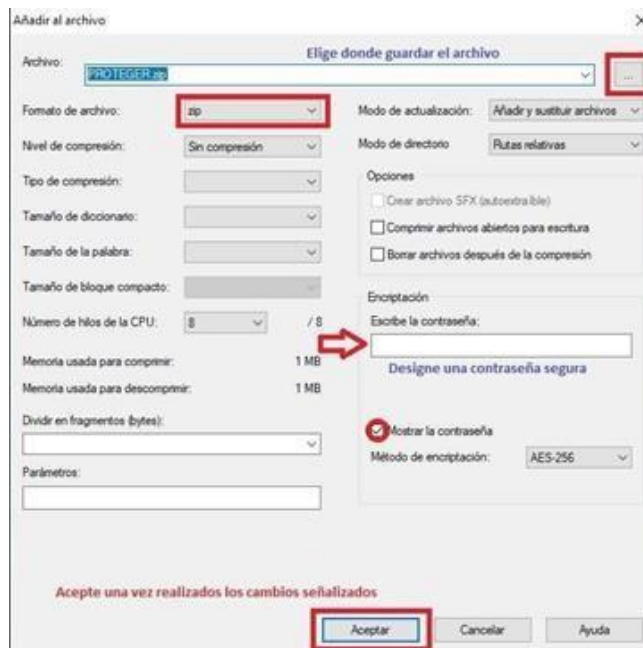 Añadir al archivo
Elige donde guardar el archivo
Archivo:
PROTEGER.zip
...
Formato de archivo:
zip
Modo de actualización:
Añadir y sustituir archivos
Nivel de compresión:
Sin compresión
Modo de directorio
Rutas relativas
Tipo de compresión:
Opciones
Crear archivo SFX (autoextraíble)
Tamaño de diccionario:
Comprimir archivos abiertos para escritura
Tamaño de la palabra:
Borrar archivos después de la compresión
Tamaño de bloque compacto:
Encriptación
Número de hilos de la CPU:
8
/ 8
Escribe la contraseña:
Memoria usada para comprimir:
1 MB
Designe una contraseña segura
Memoria usada para descomprimir:
1 MB
Dividir en fragmentos (bytes):
Mostrar la contraseña
Método de encriptación:
AES-256
Parámetros:
Acepte una vez realizados los cambios señalizados
Aceptar
Cancelar
Ayuda